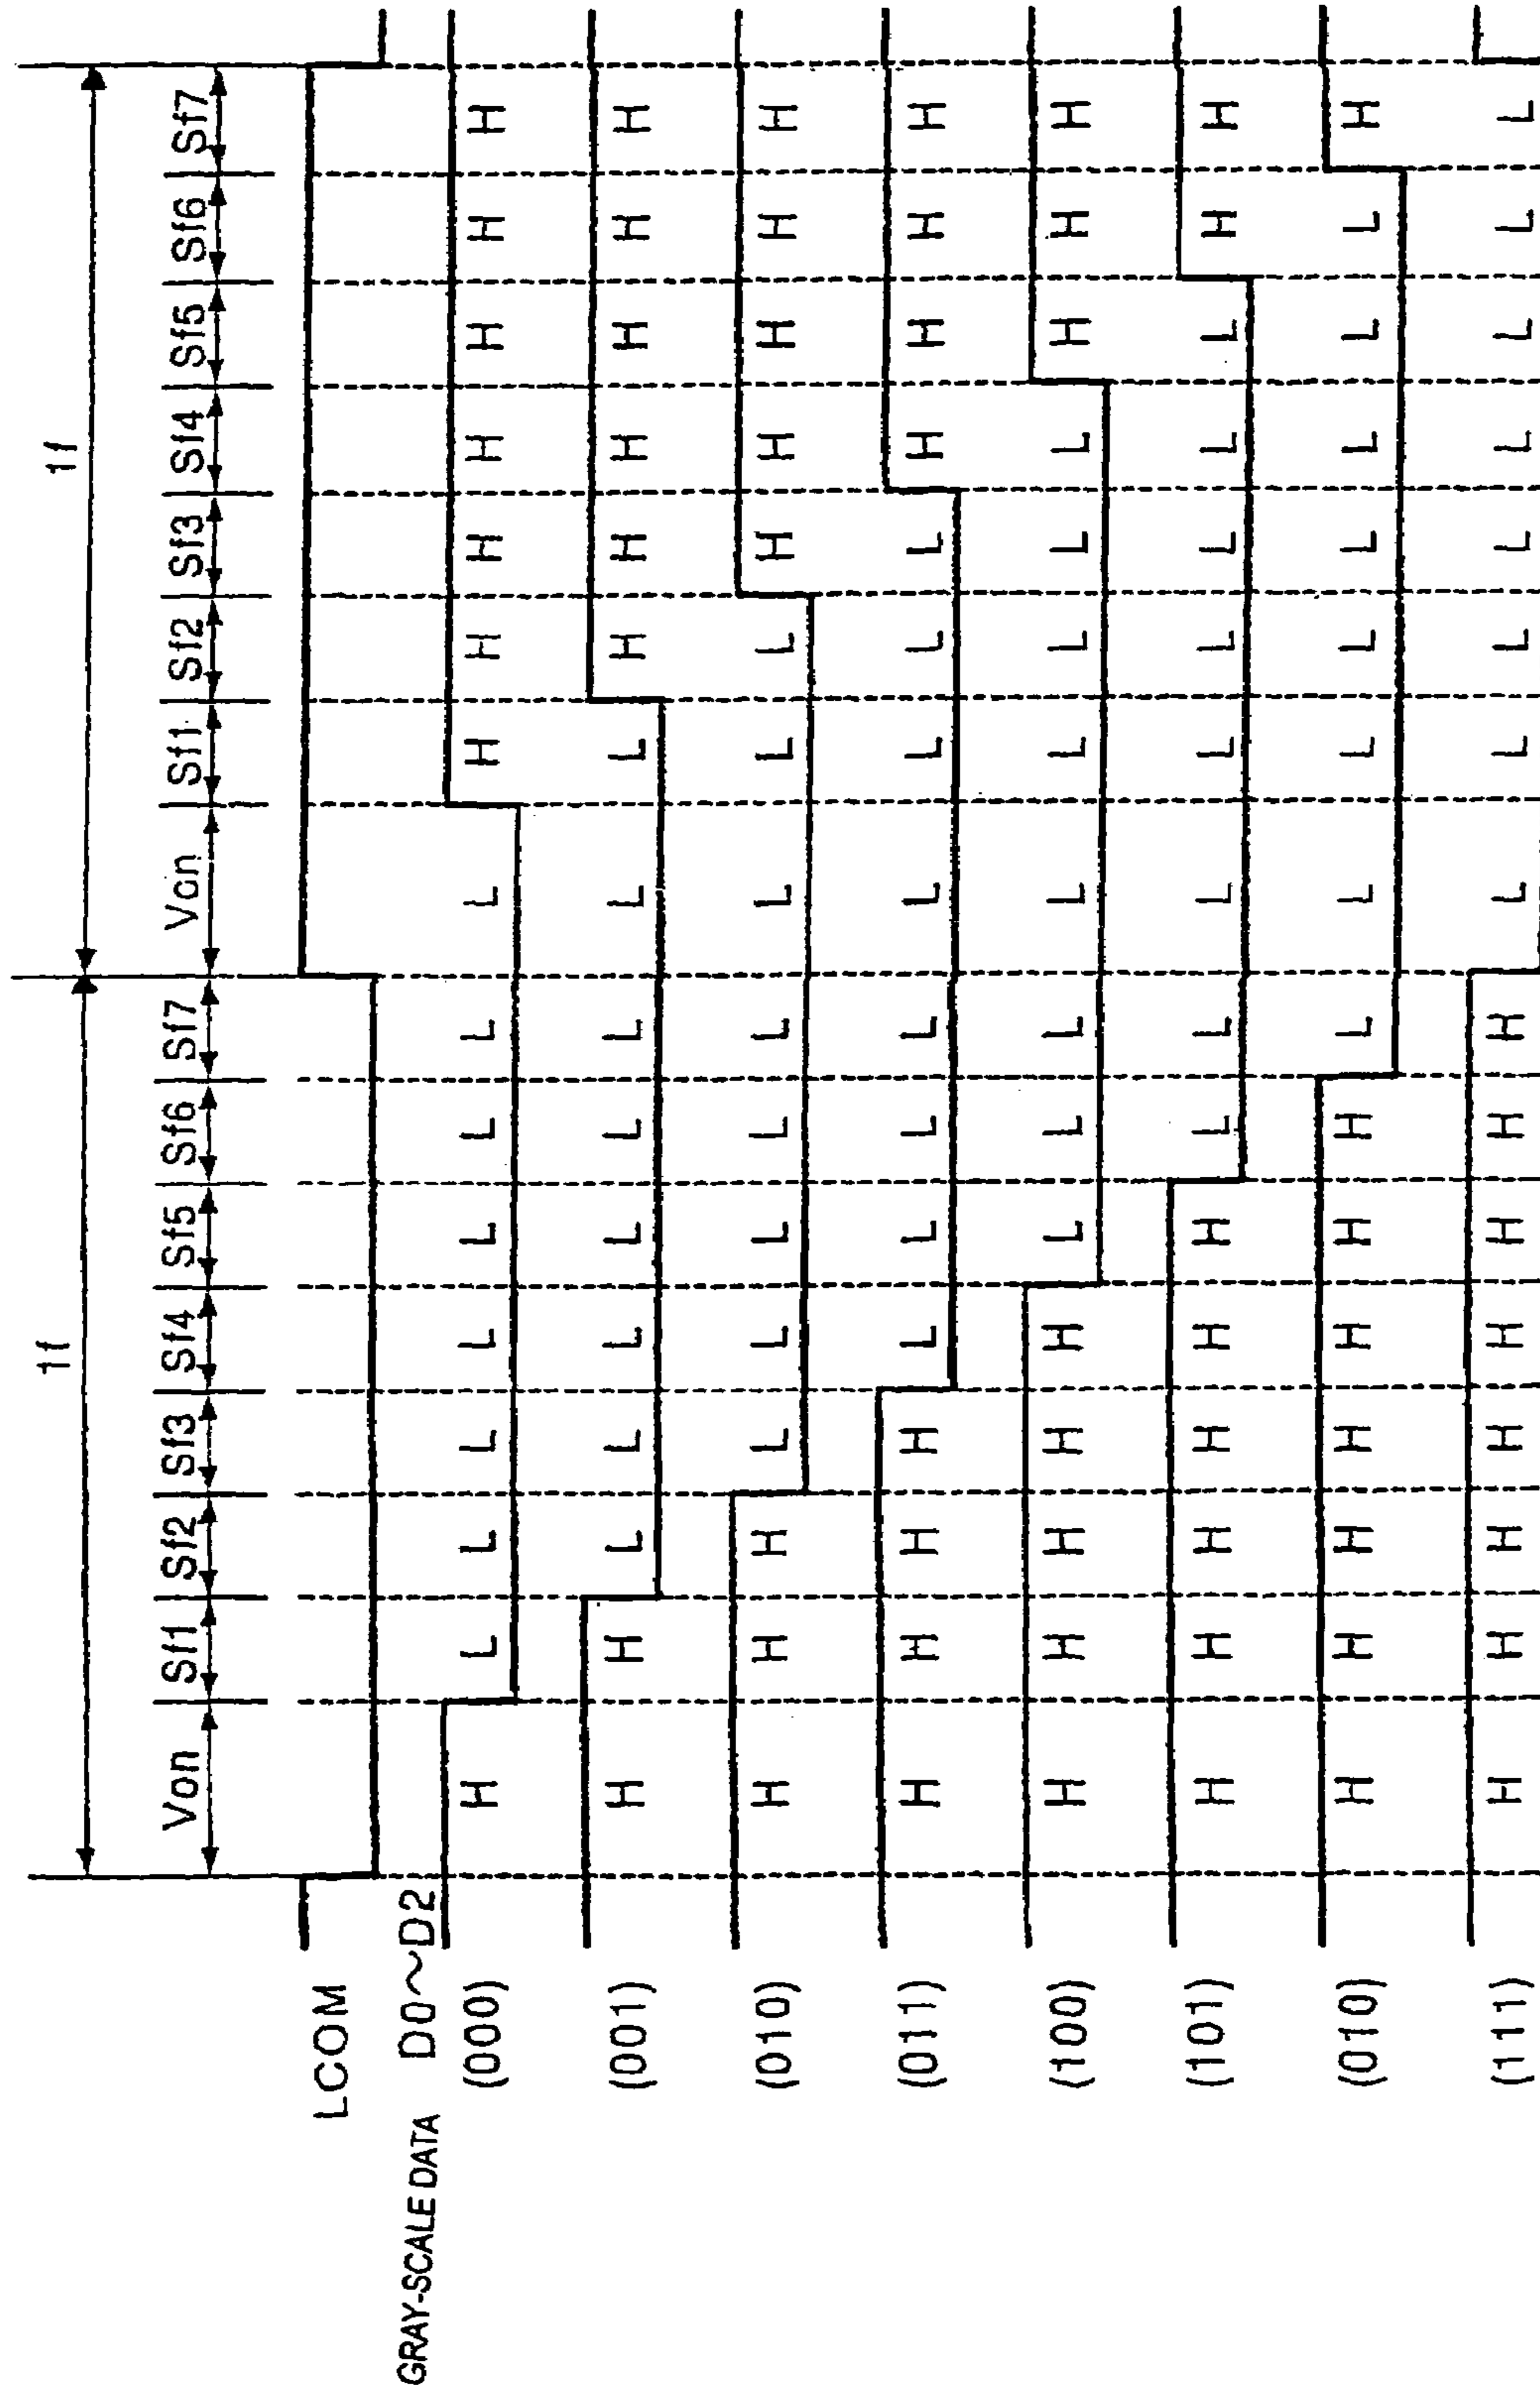 1f 1f
Von Sf1 Sf2 Sf3 Sf4 Sf5 Sf6 Sf7 Von Sf1 Sf2 Sf3 Sf4 Sf5 Sf6 Sf7
LCOM
GRAY-SCALE DATA D0~D2
(000) H L L L L L L L L H H H H H H H
(001) H H L L L L L L L L H H H H H H
(010) H H H L L L L L L L L H H H H H
(011) H H H H L L L L L L L L H H H H
(100) H H H H H L L L L L L L L H H H
(101) H H H H H H L L L L L L L L H H
(010) H H H H H H H L L L L L L L L H
(111) H H H H H H H H L L L L L L L L